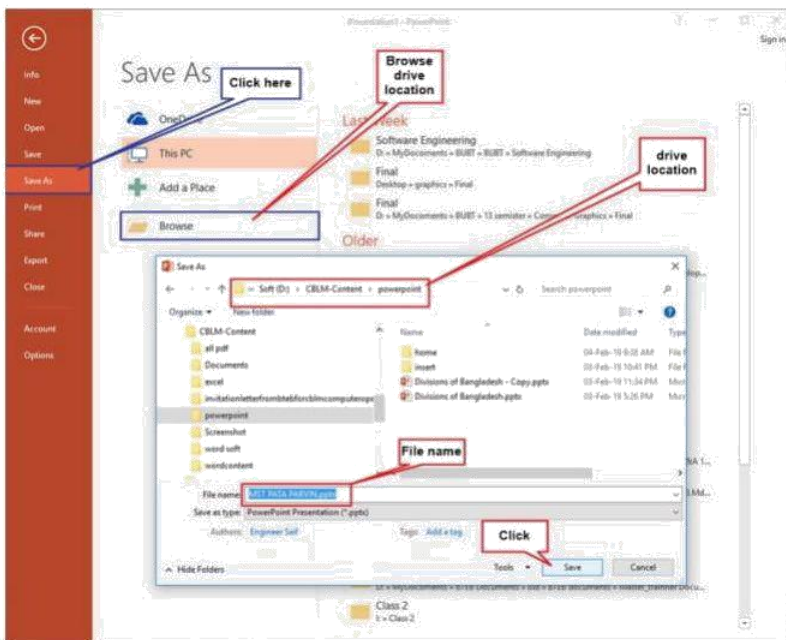 Presentation1 - PowerPoint
Sign in
Info
New
Open
Save
Save As
Print
Share
Export
Close
Account
Options
Save As
Click here
Browse
drive
location
OneDrive
This PC
Add a Place
Browse
Last Week
Software Engineering
D: » MyDocuments » BUBT » BUBT » Software Engineering
Final
Desktop » graphics » Final
Final
D: » MyDocuments » BUBT » 13 semister » Graphics » Final
Older
drive
location
Save As
Soft (D:) › CBLM-Content › powerpoint
Search powerpoint
Organize
New folder
CBLM-Content
all pdf
Documents
excel
powerpoint
Screenshot
word soft
wordcontent
Name
Date modified
Type
home
04-Feb-19 8:38 AM
File f
insert
03-Feb-19 10:41 PM
File f
Divisions of Bangladesh - Copy.pptx
03-Feb-19 11:34 PM
Micr
Divisions of Bangladesh.pptx
03-Feb-19 5:26 PM
Micr
File name
File name:
Save as type: PowerPoint Presentation (*.pptx)
Authors: Engineer Saif
Tags: Add a tag
Click
Hide Folders
Tools
Save
Cancel
Class 2
I: » Class 2